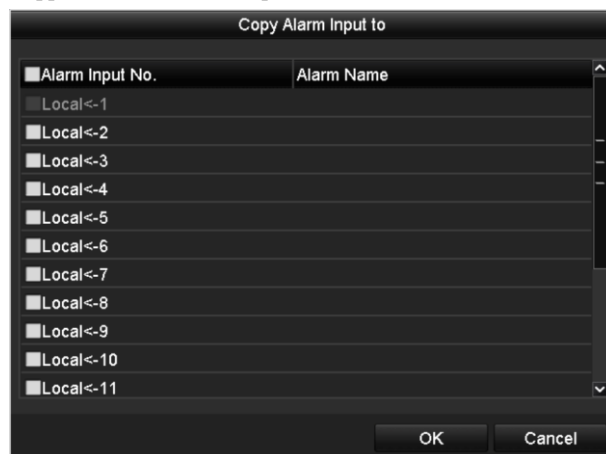 Copy Alarm Input to
Alarm Input No. Alarm Name
Local<-1
Local<-2
Local<-3
Local<-4
Local<-5
Local<-6
Local<-7
Local<-8
Local<-9
Local<-10
Local<-11
OK Cancel